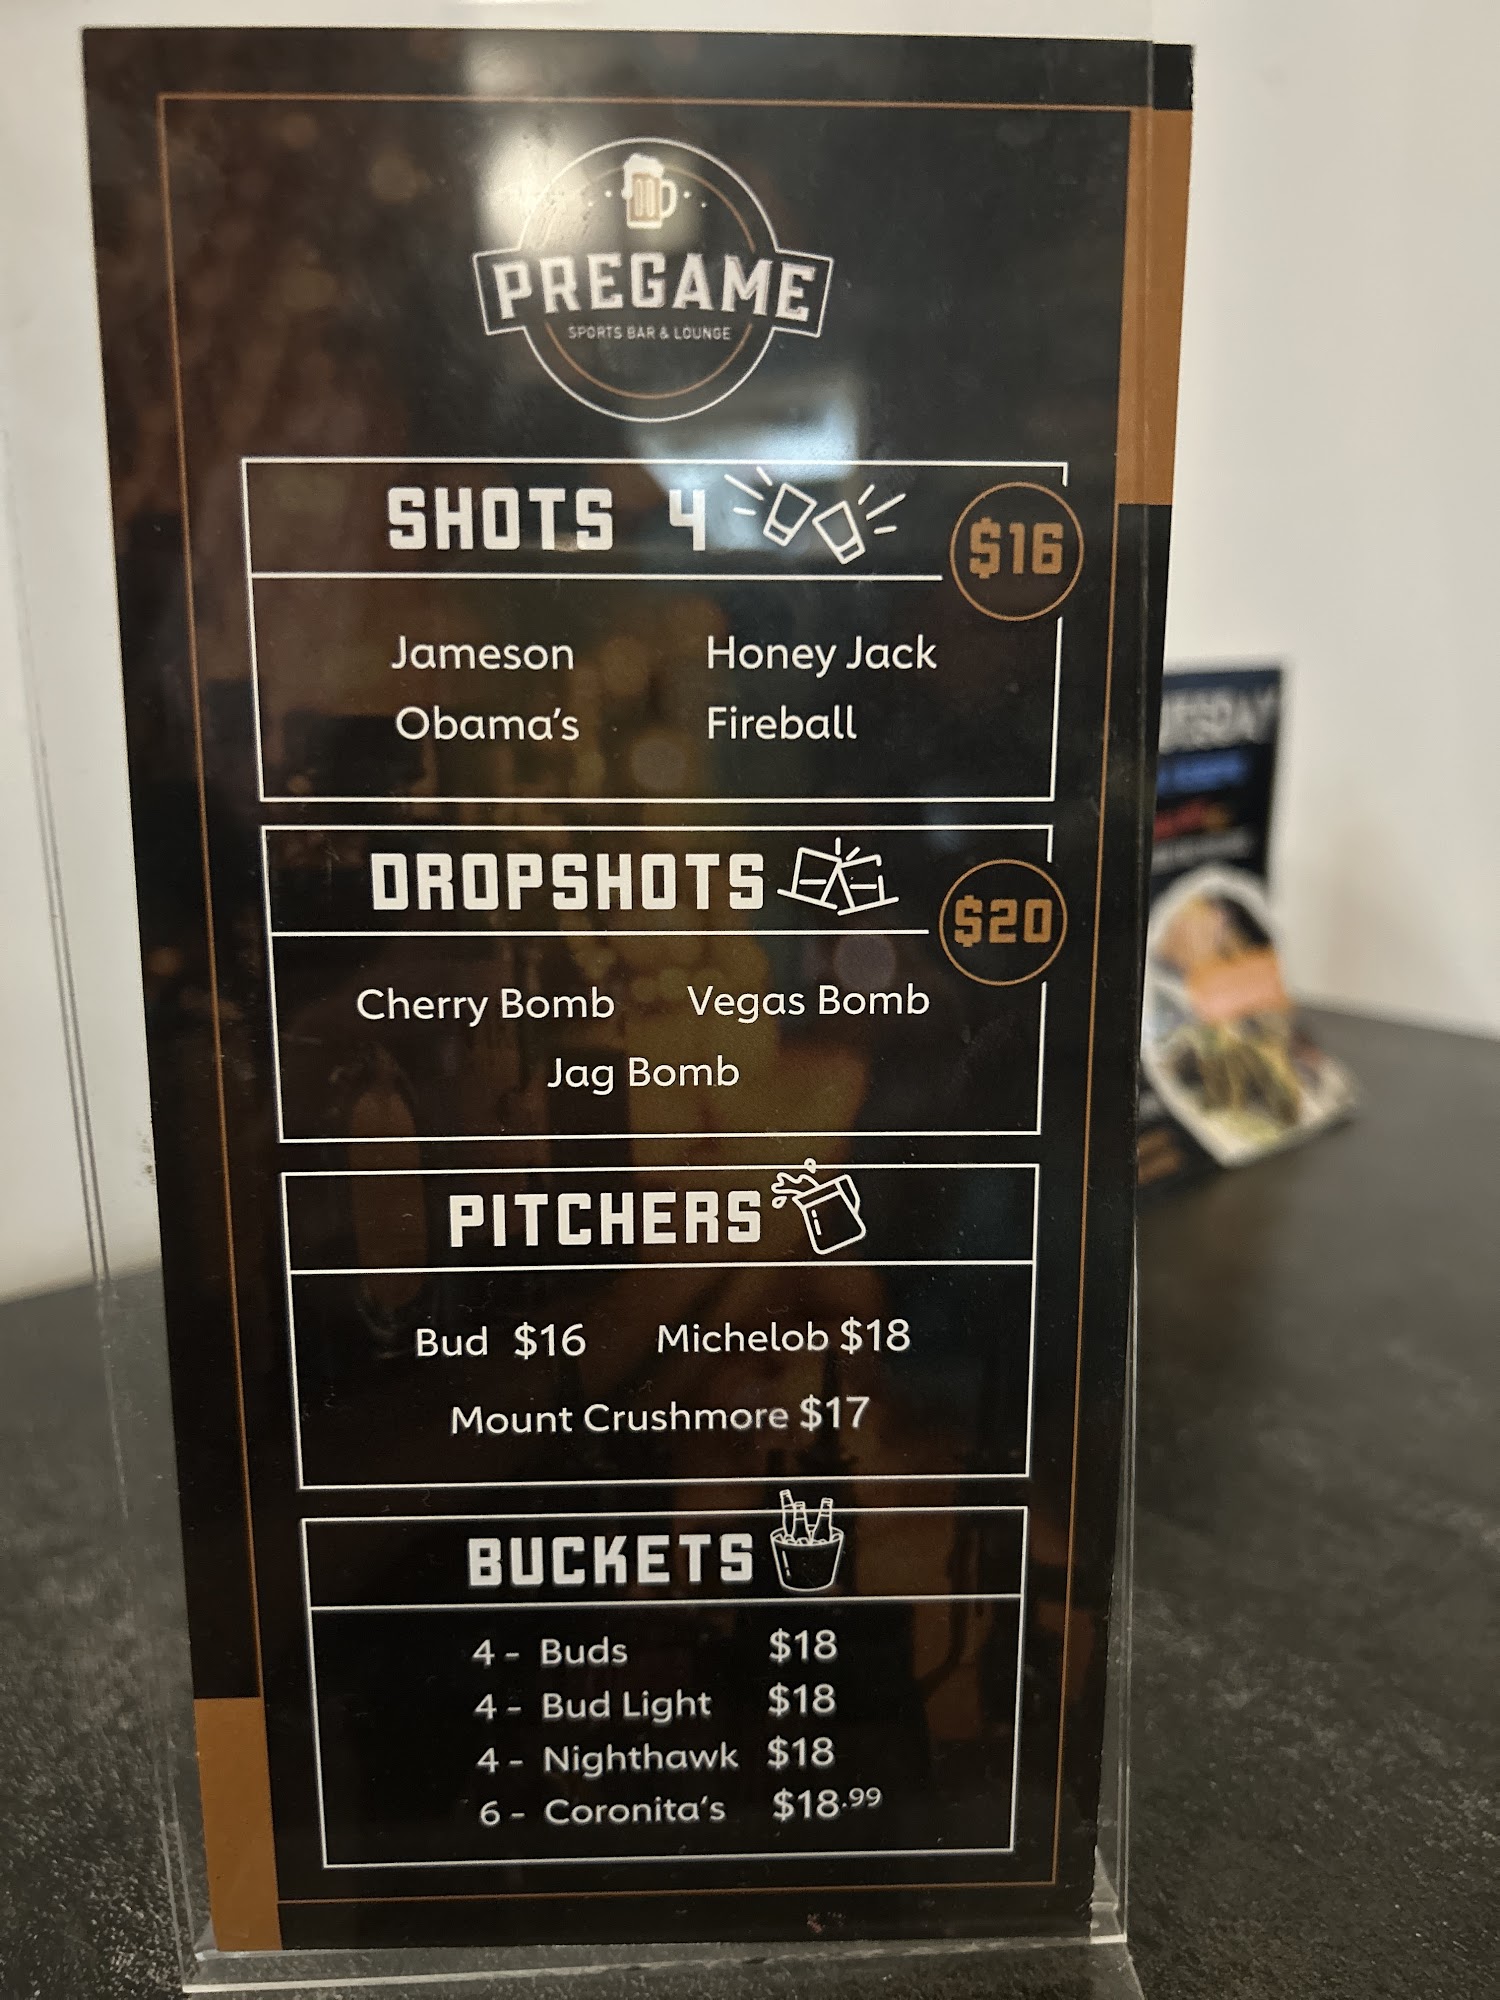 PREGAME
SPORTS BAR & LOUNGE
SHOTS 4
$16
Jameson Honey Jack
Obama's Fireball
DROPSHOTS
$20
Cherry Bomb Vegas Bomb
Jag Bomb
PITCHERS
Bud $16 Michelob $18
Mount Crushmore $17
BUCKETS
4 - Buds $18
4 - Bud Light $18
4 - Nighthawk $18
6 - Coronita's $18.99